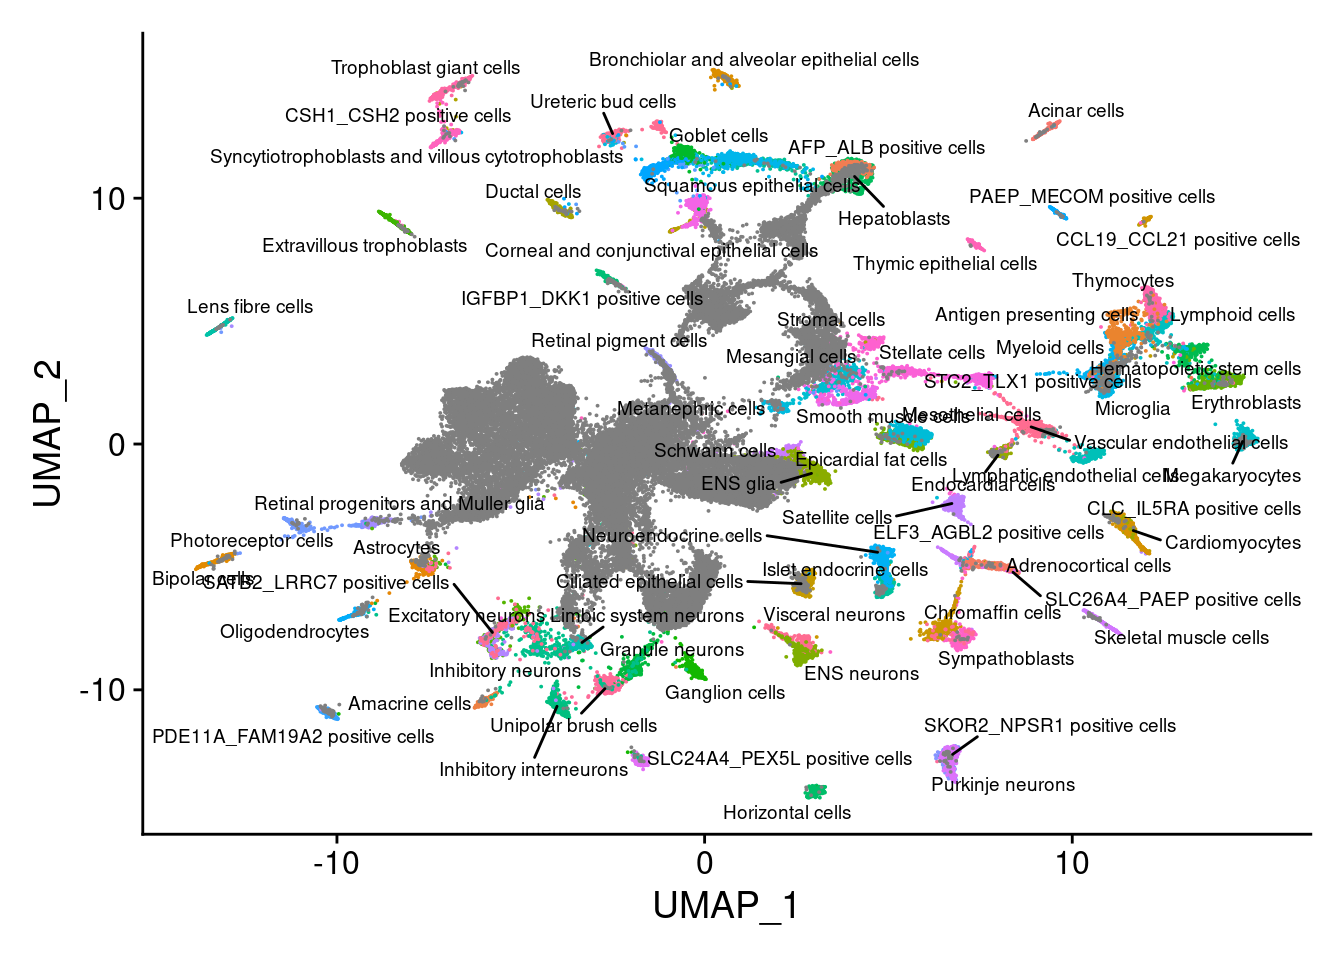 Bronchiolar and alveolar epithelial cells
Trophoblast giant cells
Ureteric bud cells
Acinar cells
CSH1_CSH2 positive cells
Goblet cells
AFP_ALB positive cells
Syncytiotrophoblasts and villous cytotrophoblasts
Squamous epithelial cells
Ductal cells
PAEP_MECOM positive cells
Hepatoblasts
CCL19_CCL21 positive cells
Extravillous trophoblasts
Corneal and conjunctival epithelial cells
Thymic epithelial cells
Thymocytes
IGFBP1_DKK1 positive cells
Lens fibre cells
Stromal cells
Antigen presenting cells
Lymphoid cells
Retinal pigment cells
Myeloid cells
Mesangial cells
Stellate cells
Hematopoietic stem cells
STC2_TLX1 positive cells
Erythroblasts
Metanephric cells
Smooth muscle cells
Mesothelial cells
Microglia
Vascular endothelial cells
Schwann cells
Epicardial fat cells
Lymphatic endothelial cells
Megakaryocytes
ENS glia
Endocardial cells
Retinal progenitors and Muller glia
Satellite cells
CLC_IL5RA positive cells
ELF3_AGBL2 positive cells
Neuroendocrine cells
Photoreceptor cells
Astrocytes
Cardiomyocytes
Bipolar cells
SATB2_LRRC7 positive cells
Ciliated epithelial cells
Islet endocrine cells
Adrenocortical cells
SLC26A4_PAEP positive cells
Excitatory neurons
Limbic system neurons
Visceral neurons
Chromaffin cells
Oligodendrocytes
Skeletal muscle cells
Granule neurons
Sympathoblasts
Inhibitory neurons
ENS neurons
Ganglion cells
Amacrine cells
Unipolar brush cells
SKOR2_NPSR1 positive cells
PDE11A_FAM19A2 positive cells
SLC24A4_PEX5L positive cells
Inhibitory interneurons
Purkinje neurons
Horizontal cells
10
0
-10
UMAP_2
-10
0
10
UMAP_1